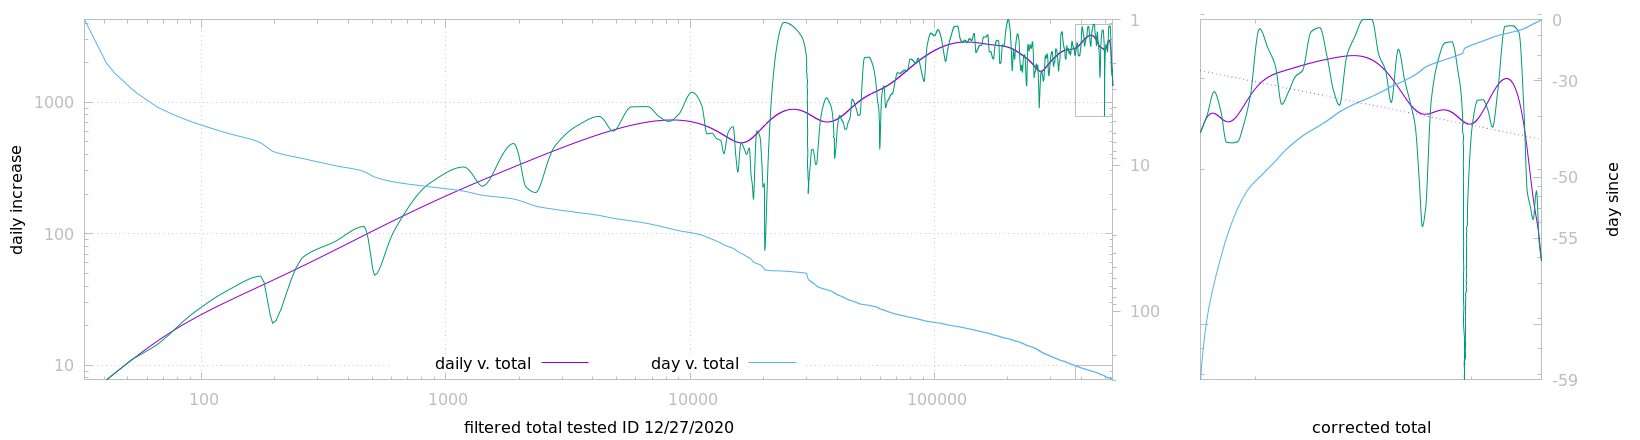 1
0
1000
-30
daily increase
10
-50
day since
100
-55
100
10
daily v. total
day v. total
-59
100
1000
10000
100000
filtered total tested ID 12/27/2020
corrected total